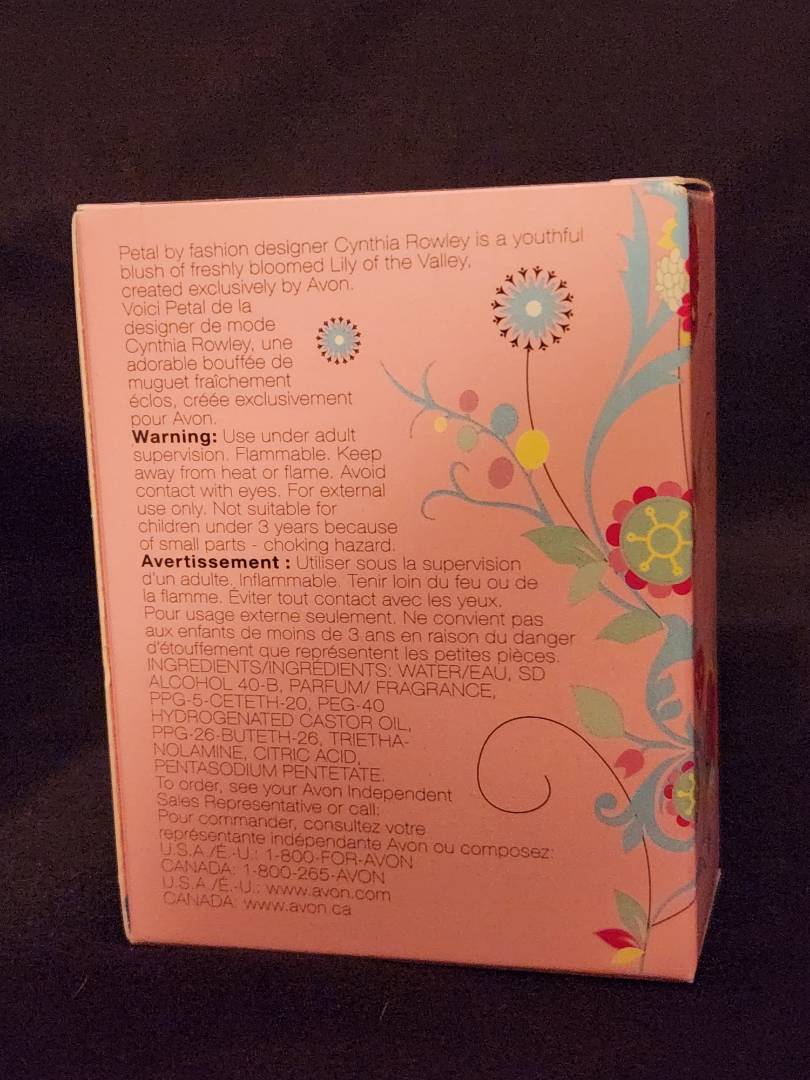 Petal by fashion designer Cynthia Rowley is a youthful
blush of freshly bloomed Lily of the Valley,
created exclusively by Avon.
Voici Petal de la
designer de mode
Cynthia Rowley, une
adorable bouffée de
muguet fraîchement
éclos, créée exclusivement
pour Avon.
Warning: Use under adult
supervision. Flammable. Keep
away from heat or flame. Avoid
contact with eyes. For external
use only. Not suitable for
children under 3 years because
of small parts - choking hazard.
Avertissement : Utiliser sous la supervision
d'un adulte. Inflammable. Tenir loin du feu ou de
la flamme. Éviter tout contact avec les yeux.
Pour usage externe seulement. Ne convient pas
aux enfants de moins de 3 ans en raison du danger
d'étouffement que représentent les petites pièces.
INGREDIENTS/INGRÉDIENTS: WATER/EAU, SD
ALCOHOL 40-B, PARFUM/ FRAGRANCE,
PPG-5-CETETH-20, PEG-40
HYDROGENATED CASTOR OIL,
PPG-26-BUTETH-26, TRIETHA-
NOLAMINE, CITRIC ACID,
PENTASODIUM PENTETATE.
To order, see your Avon Independent
Sales Representative or call:
Pour commander, consultez votre
représentante indépendante Avon ou composez:
U.S.A./É.-U.: 1-800-FOR-AVON
CANADA: 1-800-265-AVON
U.S.A./É.-U.: www.avon.com
CANADA: www.avon.ca